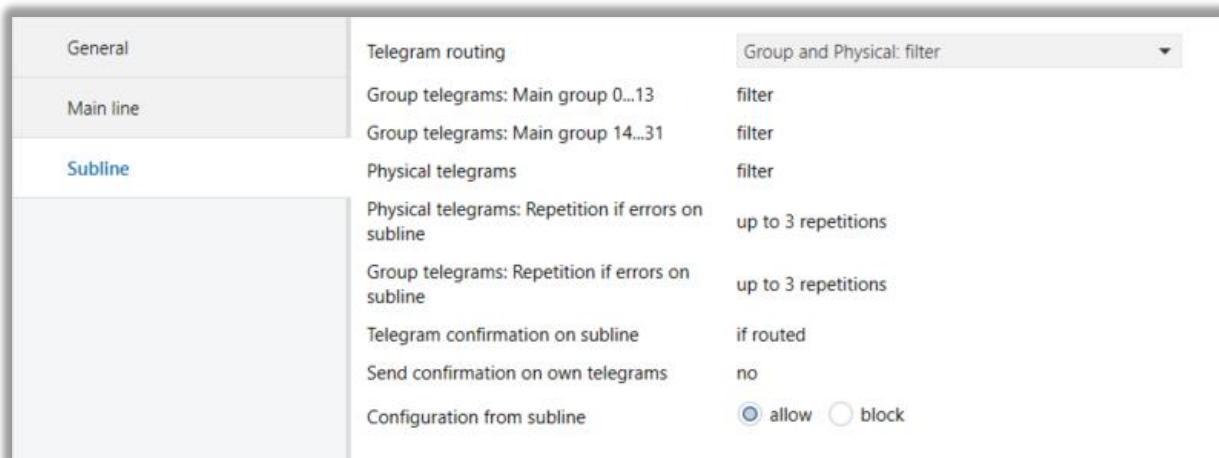 General
Main line
Subline
Telegram routing Group and Physical: filter
Group telegrams: Main group 0...13 filter
Group telegrams: Main group 14...31 filter
Physical telegrams filter
Physical telegrams: Repetition if errors on
subline up to 3 repetitions
Group telegrams: Repetition if errors on
subline up to 3 repetitions
Telegram confirmation on subline if routed
Send confirmation on own telegrams no
Configuration from subline allow block